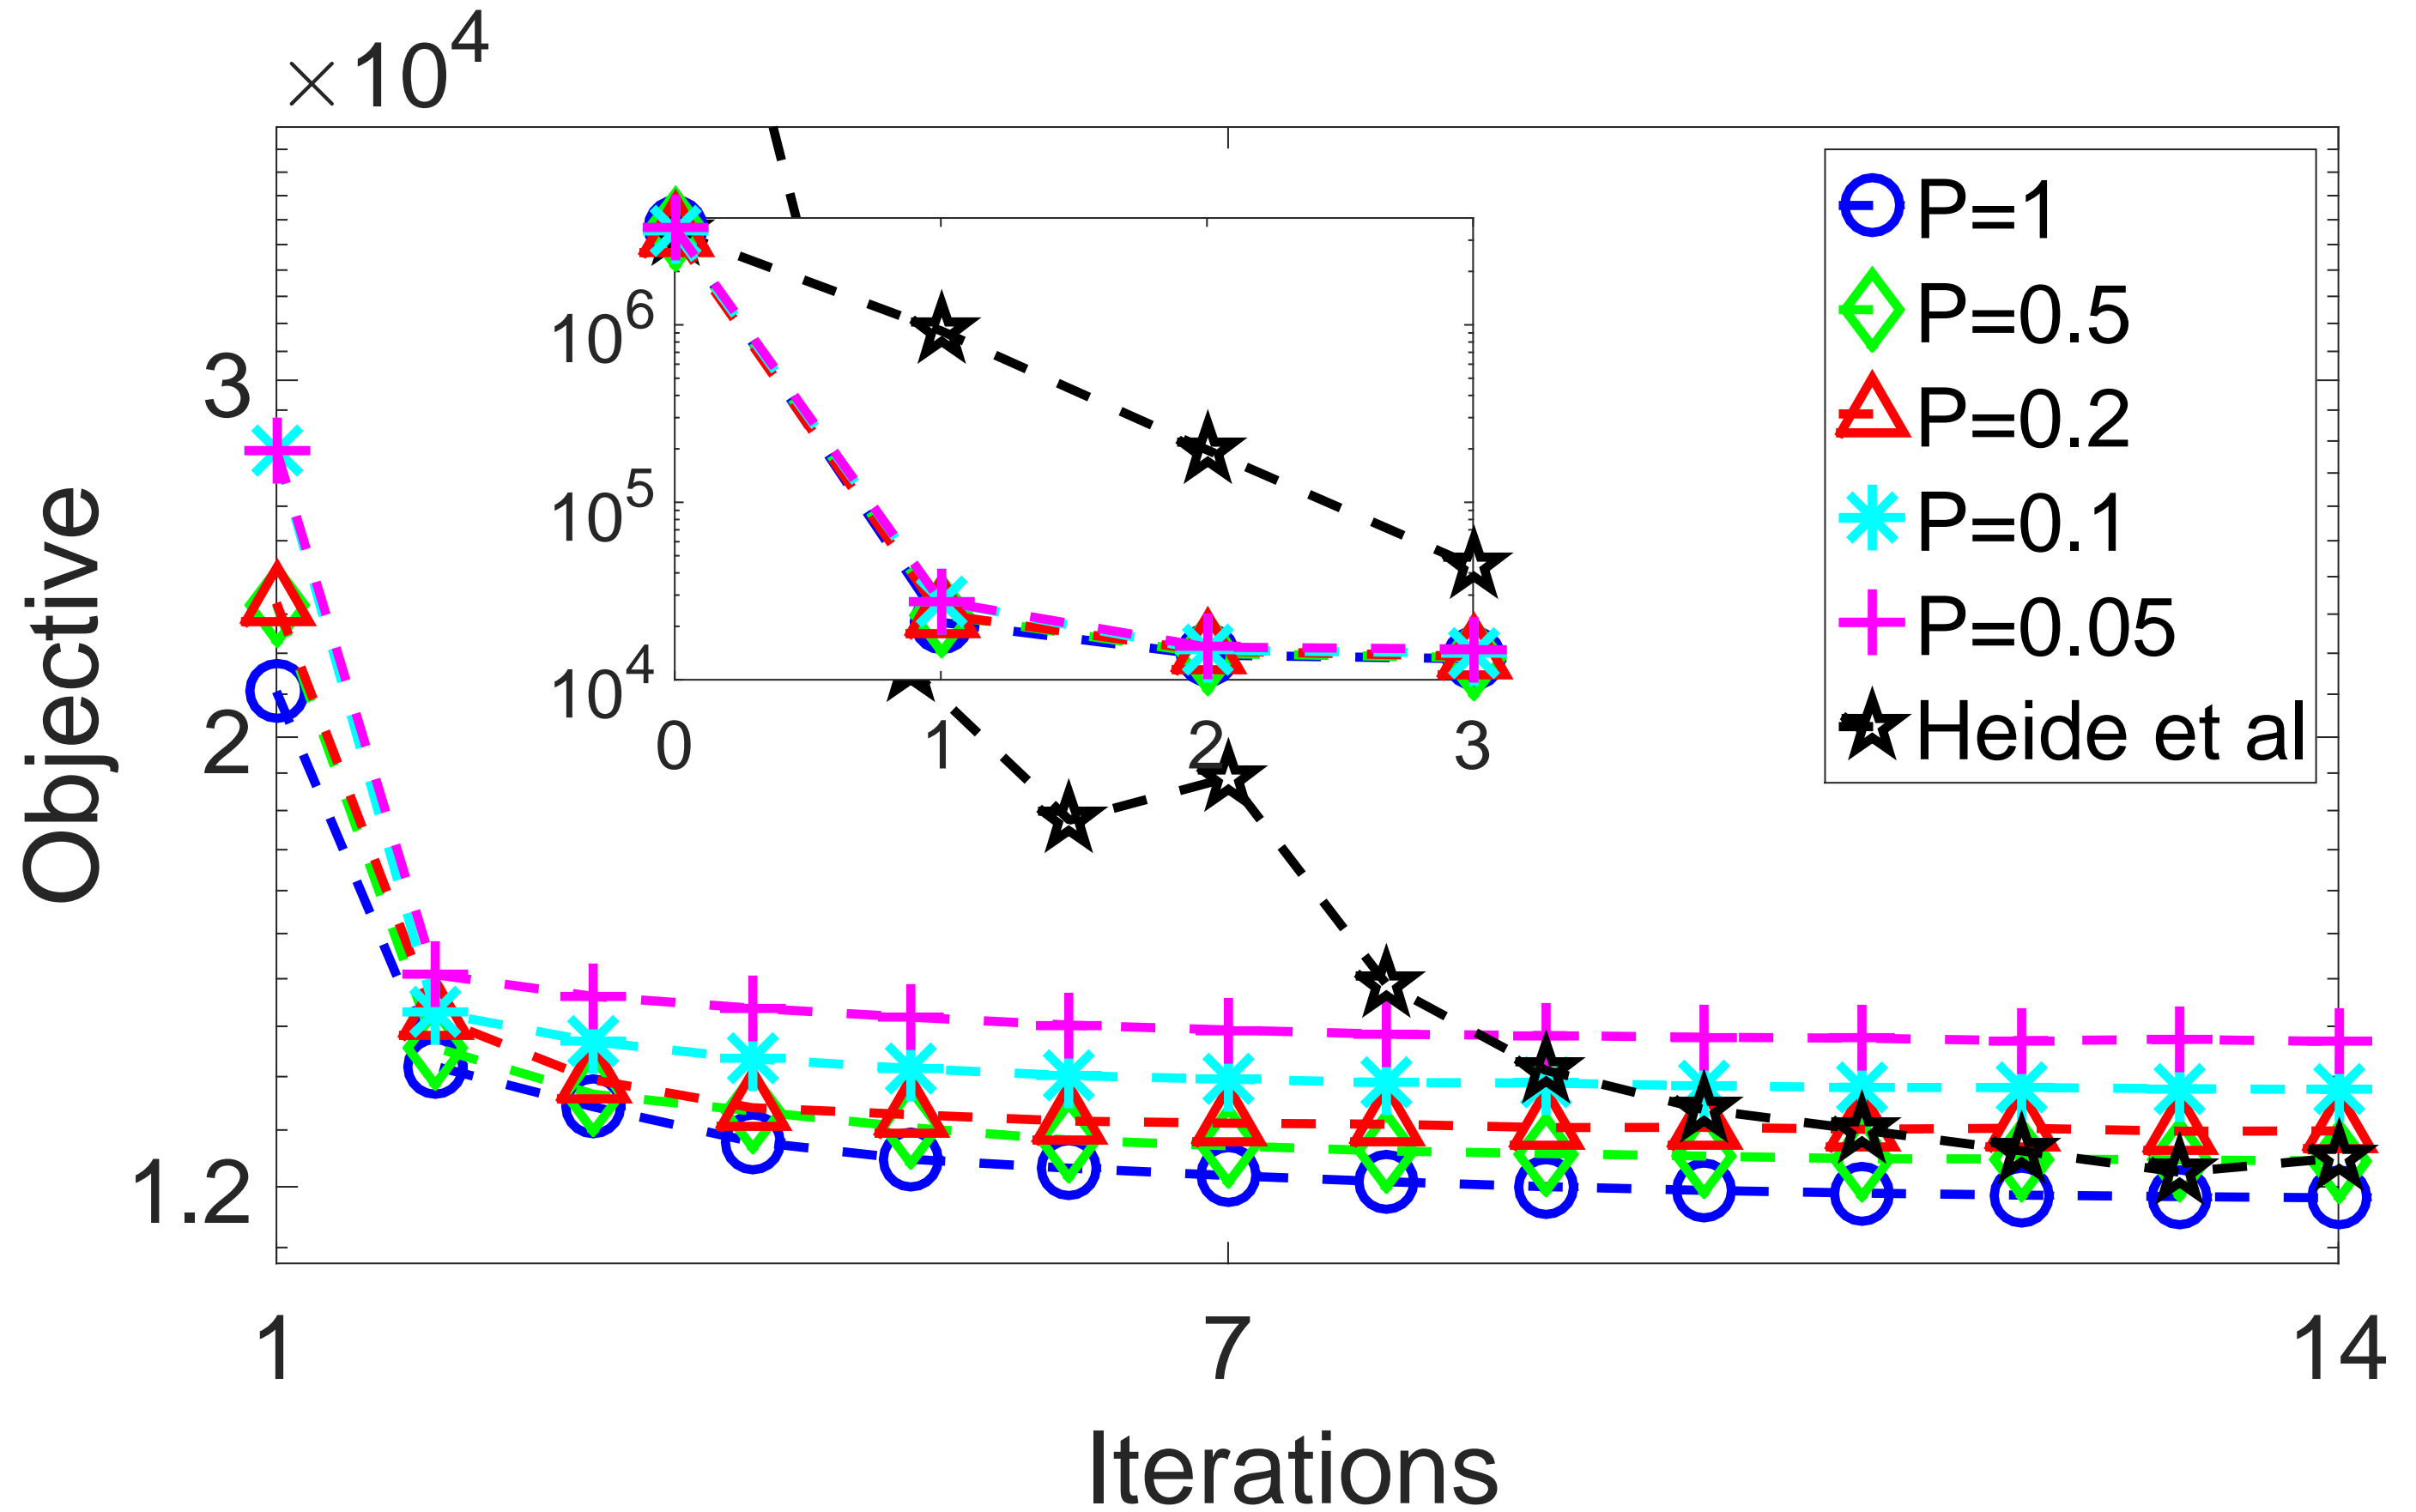 ×10^4
Objective
3
2
1.2
10^6
10^5
10^4
0 1 2 3
P=1
P=0.5
P=0.2
P=0.1
P=0.05
Heide et al
1 7 14
Iterations